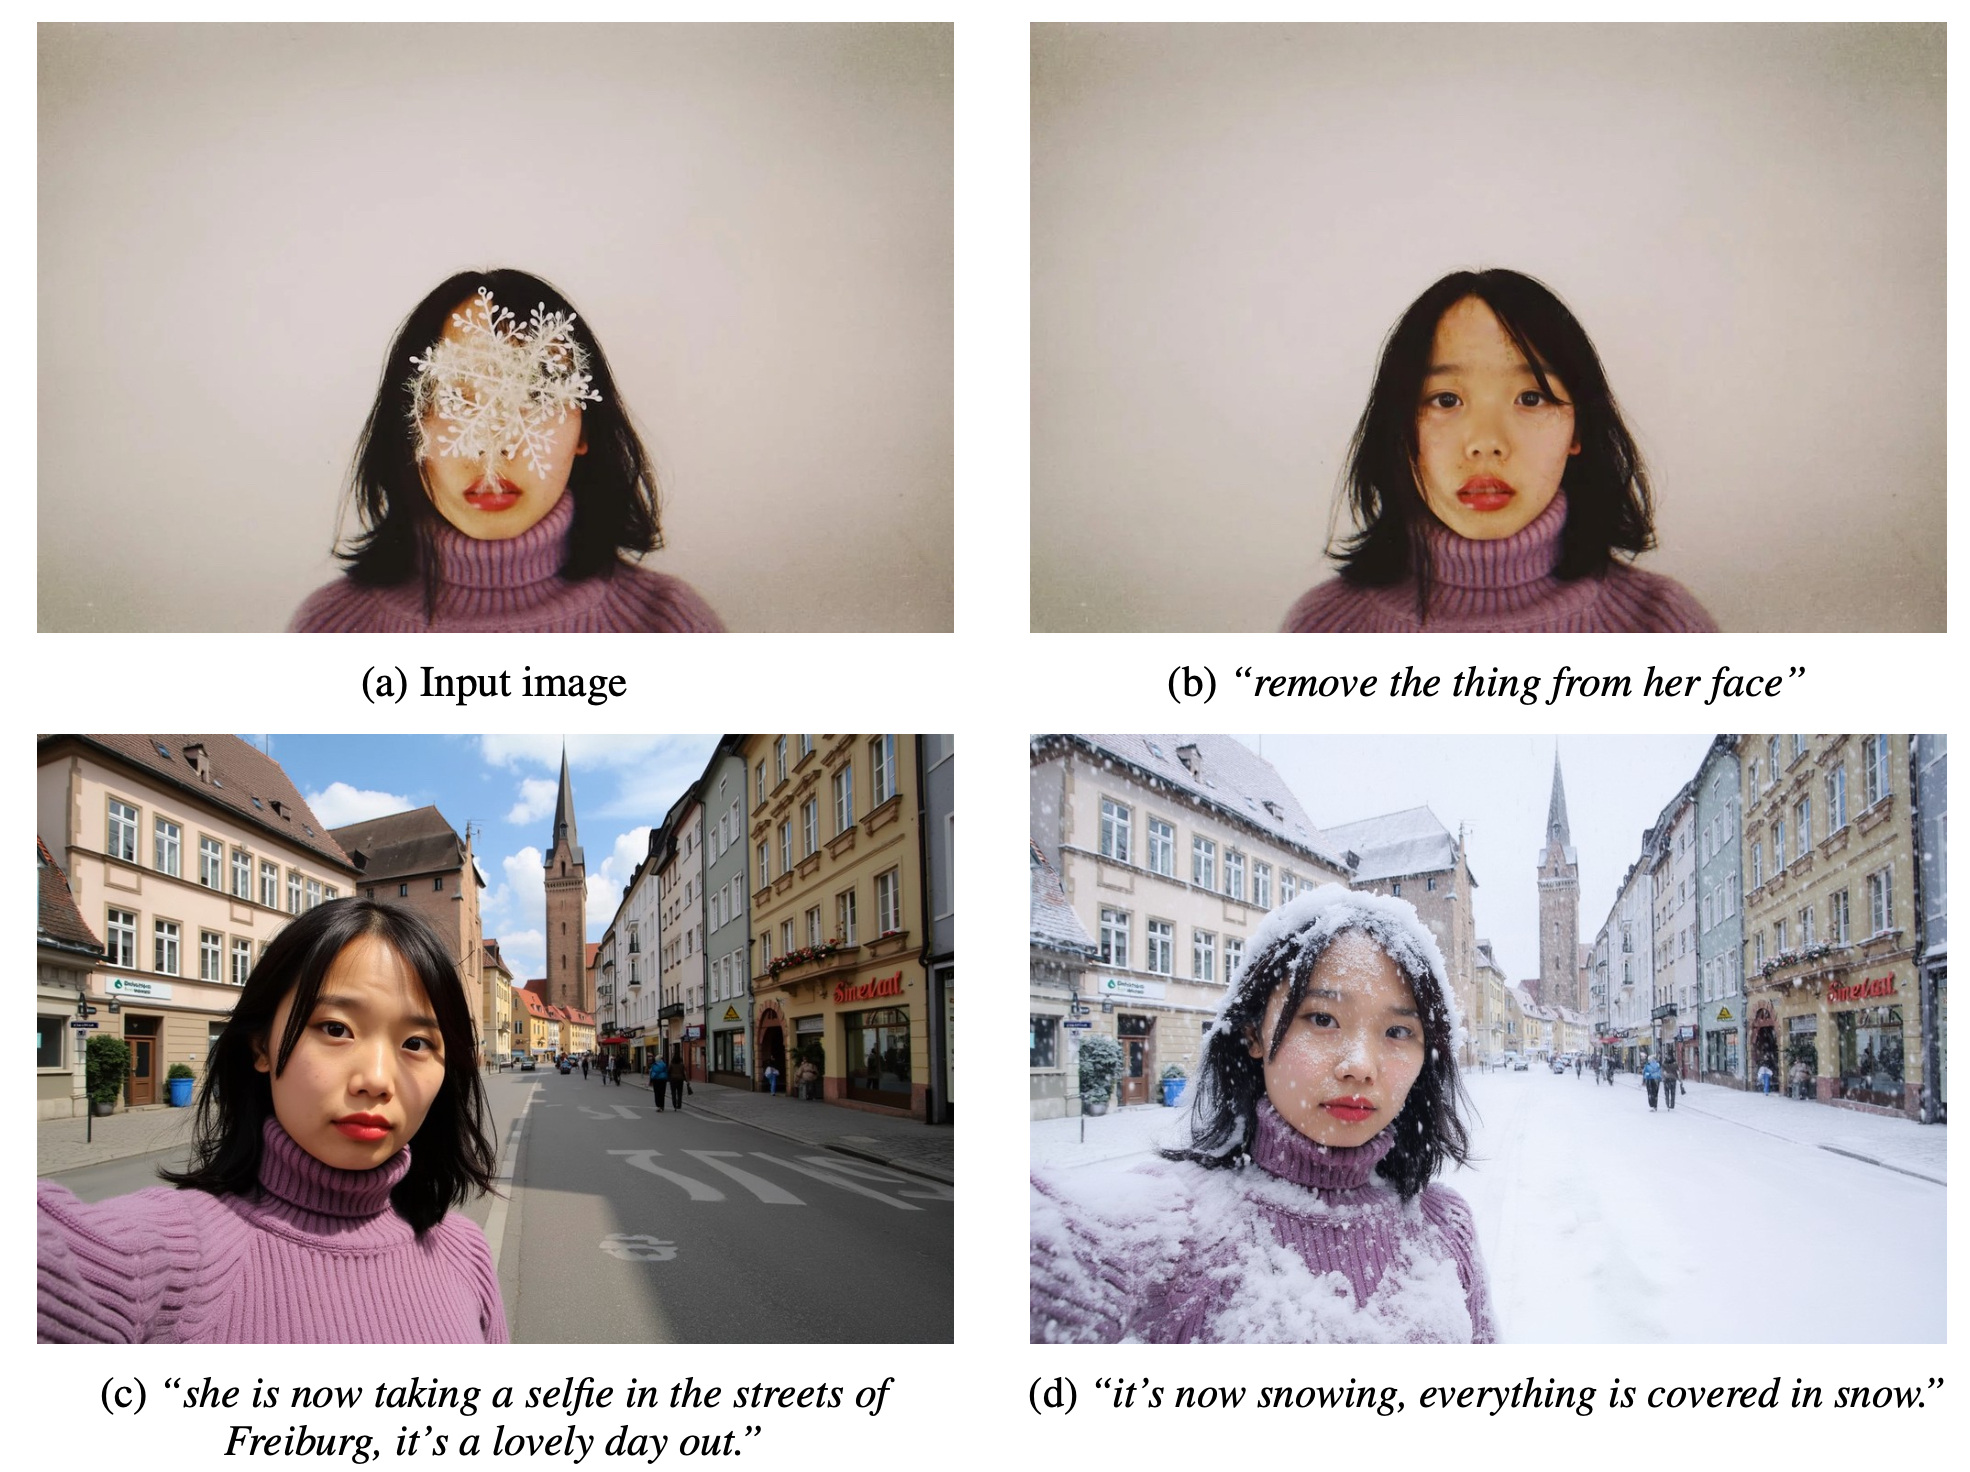 (a) Input image
(b) “remove the thing from her face”
Sinelaut
(c) “she is now taking a selfie in the streets of
Freiburg, it’s a lovely day out.”
(d) “it’s now snowing, everything is covered in snow.”